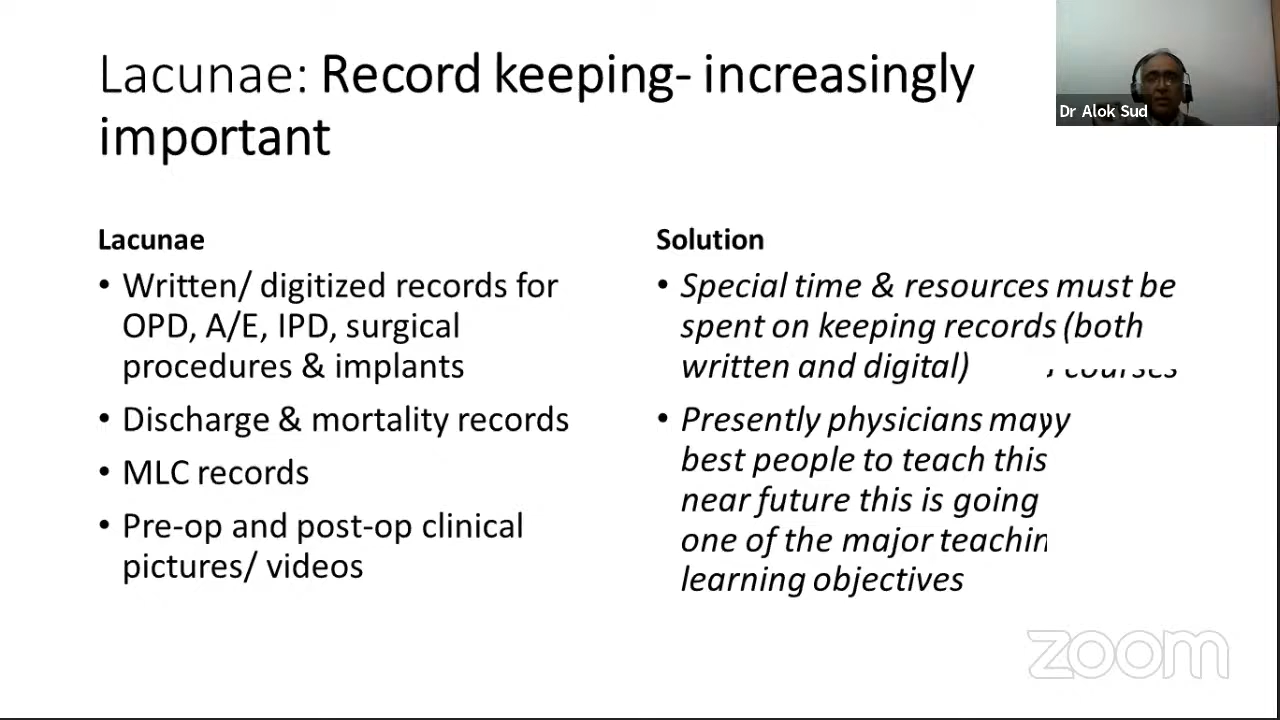 Lacunae: Record keeping- increasingly
important
Dr Alok Sud
Lacunae
• Written/ digitized records for
OPD, A/E, IPD, surgical
procedures & implants
• Discharge & mortality records
• MLC records
• Pre-op and post-op clinical
pictures/ videos
Solution
• Special time & resources must be
spent on keeping records (both
written and digital)
• Presently physicians may
best people to teach this
near future this is going
one of the major
learning objectives
zoom